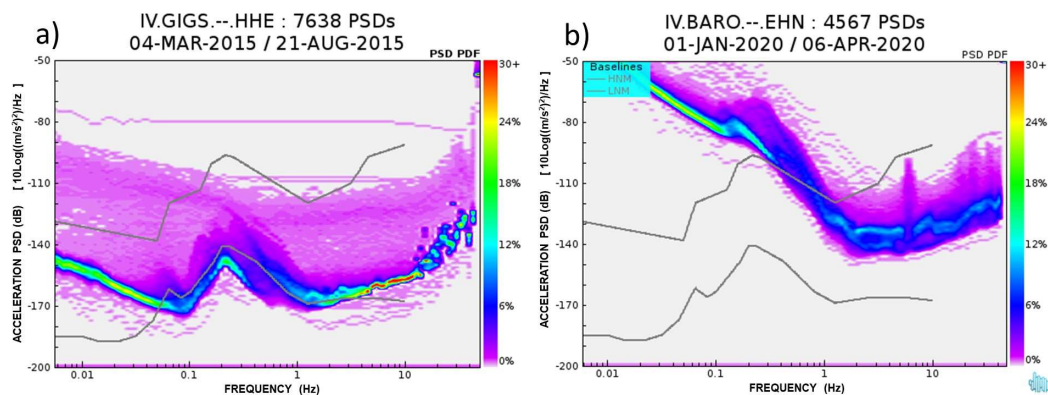 a)
IV.GIGS.--.HHE : 7638 PSDs
04-MAR-2015 / 21-AUG-2015
PSD PDF
ACCELERATION PSD (dB) [ 10Log((m/s²)²)/Hz ]
-50
-80
-110
-140
-170
-200
0.01
0.1
1
10
FREQUENCY (Hz)
30+
24%
18%
12%
6%
0%
b)
IV.BARO.--.EHN : 4567 PSDs
01-JAN-2020 / 06-APR-2020
PSD PDF
Baselines
HNM
LNM
ACCELERATION PSD (dB) [ 10Log((m/s²)²)/Hz ]
-50
-80
-110
-140
-170
-200
0.01
0.1
1
10
FREQUENCY (Hz)
30+
24%
18%
12%
6%
0%